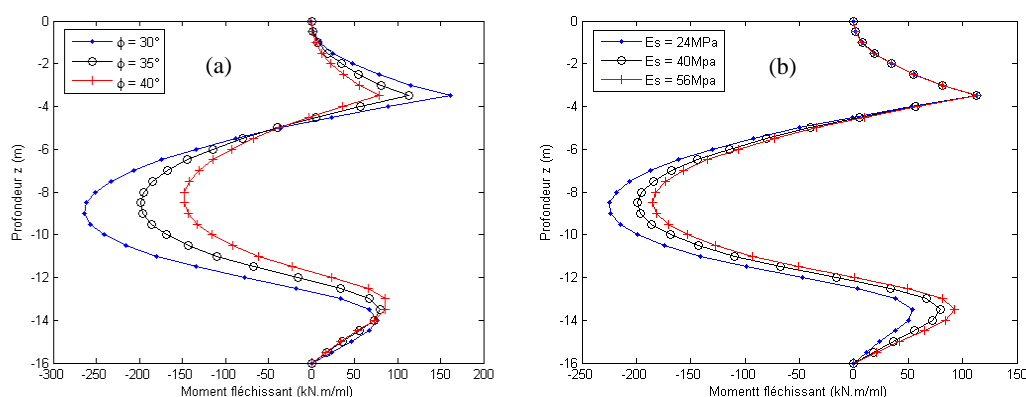 0
-2
-4
-6
-8
-10
-12
-14
-16
Profondeur z (m)
-300 -250 -200 -150 -100 -50 0 50 100 150 200
Moment fléchissant (kN.m/ml)
ϕ = 30°
ϕ = 35°
ϕ = 40°
(a)
0
-2
-4
-6
-8
-10
-12
-14
-16
Profondeur z (m)
-250 -200 -150 -100 -50 0 50 100 150
Momentt fléchissant (kN.m/ml)
Es = 24MPa
Es = 40Mpa
Es = 56Mpa
(b)